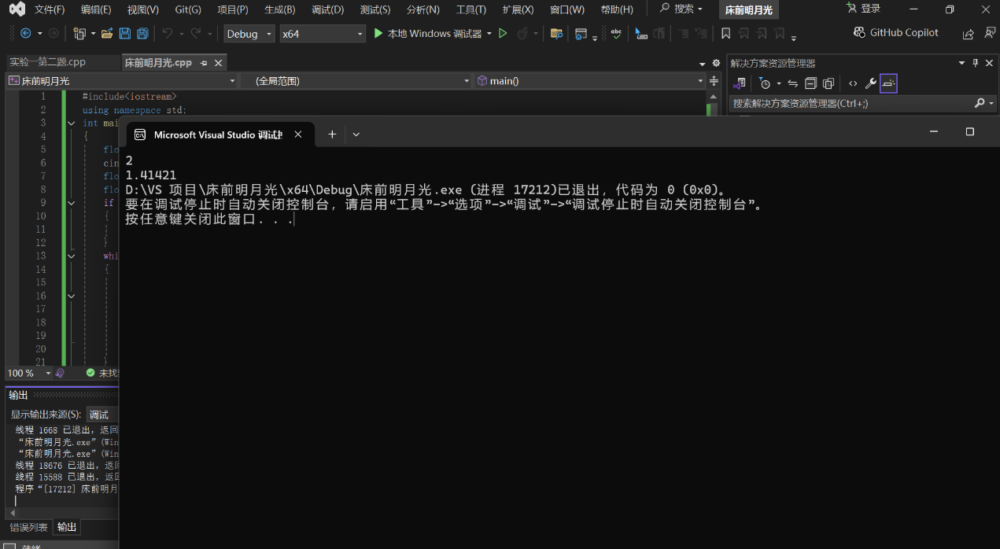 文件(F) 编辑(E) 视图(V) Git(G) 项目(P) 生成(B) 调试(D) 测试(S) 分析(N) 工具(T) 扩展(X) 窗口(W) 帮助(H) 搜索 床前明月光 登录
Debug x64 本地 Windows 调试器 GitHub Copilot
实验一第二题.cpp 床前明月光.cpp 解决方案资源管理器
床前明月光 (全局范围) main()
搜索解决方案资源管理器(Ctrl+;)
1 #include<iostream>
2 using namespace std;
3 int mai
4 {
5 flo
6 cin
7 flo
8 flo
9 if
10 {
11
12 }
13 whi
14 {
15
16
17
18
19
20
21 }
Microsoft Visual Studio 调试
2
1.41421
D:\VS 项目\床前明月光\x64\Debug\床前明月光.exe (进程 17212)已退出，代码为 0 (0x0)。
要在调试停止时自动关闭控制台，请启用“工具”->“选项”->“调试”->“调试停止时自动关闭控制台”。
按任意键关闭此窗口. . .
100 % 未找
输出
显示输出来源(S): 调试
线程 1668 已退出，返回
“床前明月光.exe”(Win
“床前明月光.exe”(Win
线程 18676 已退出，返回
线程 15588 已退出，返回
程序“[17212] 床前明月
错误列表 输出
就绪